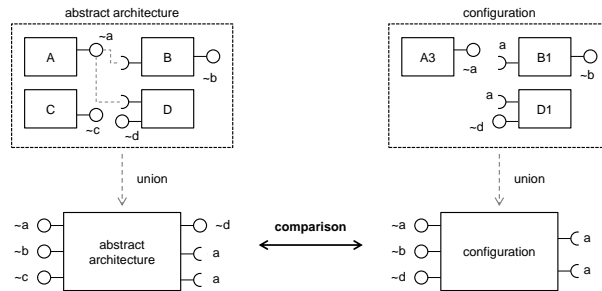 abstract architecture
configuration
A
~a
B
~b
C
~c
D
~d
A3
~a
a
B1
~b
a
~d
D1
union
union
~a
~b
~c
abstract
architecture
~d
a
a
comparison
~a
~b
~d
configuration
a
a